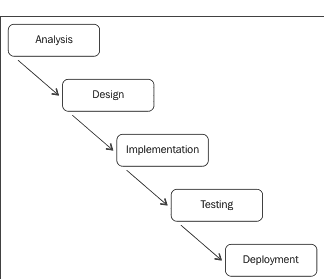 Analysis
Design
Implementation
Testing
Deployment